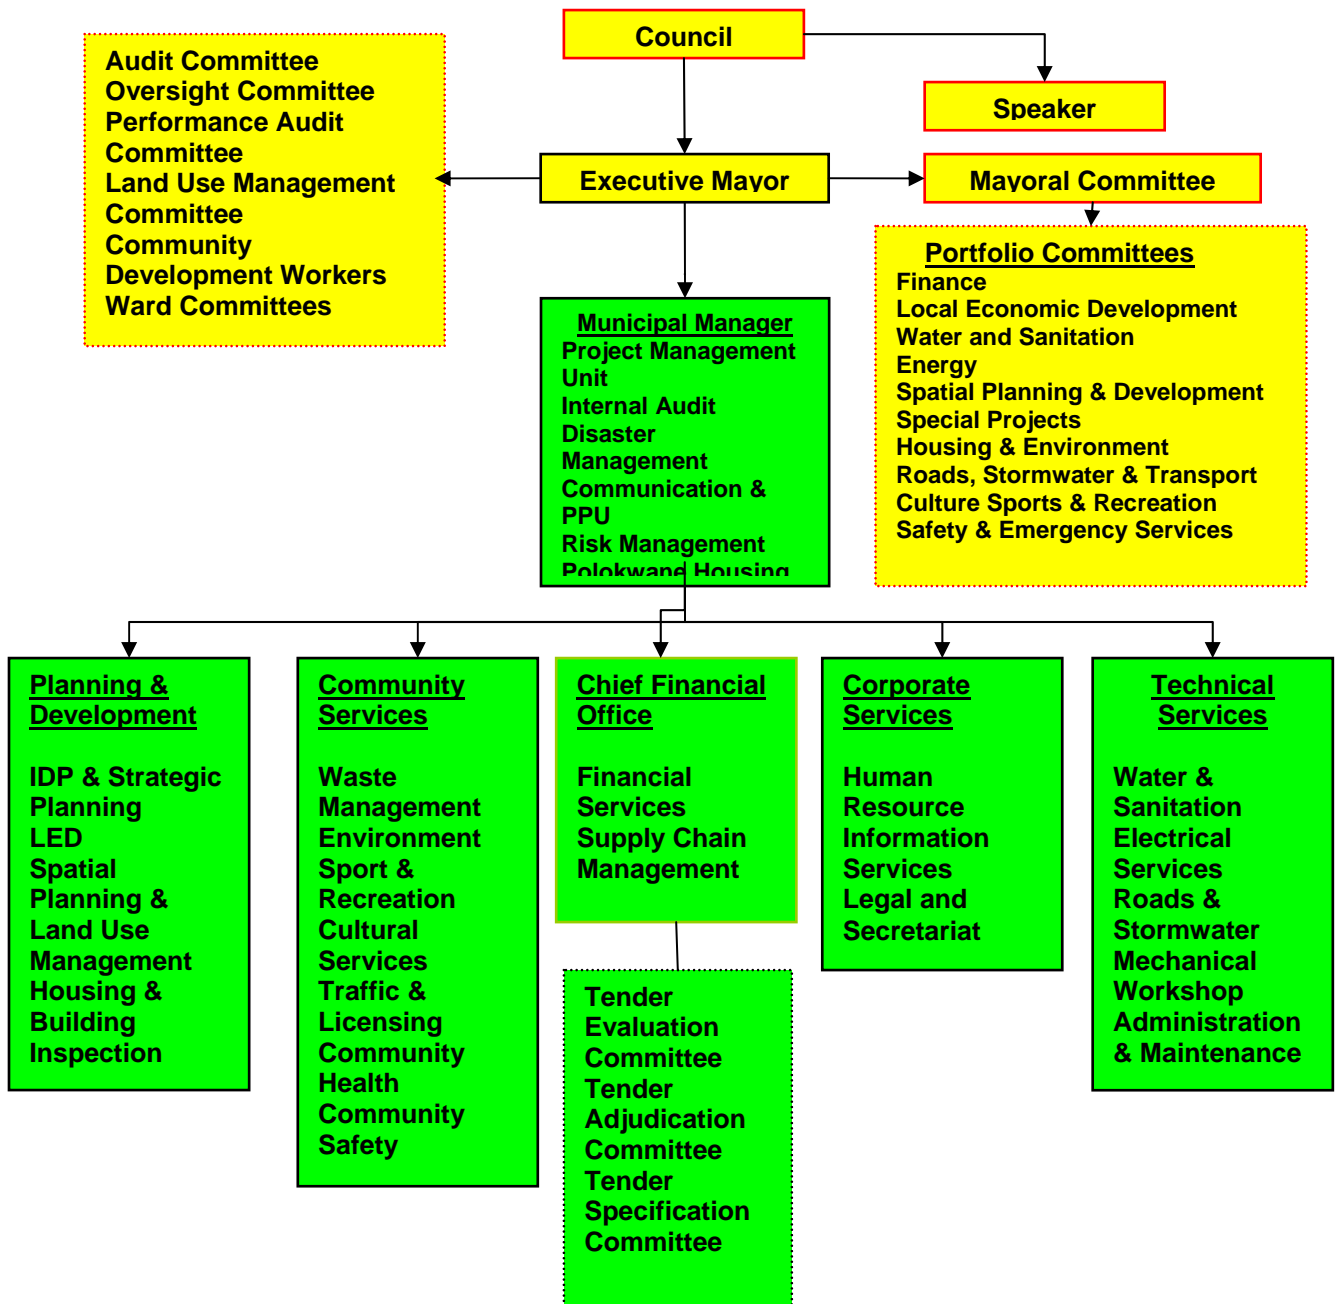 Council
Speaker
Audit Committee
Oversight Committee
Performance Audit
Committee
Land Use Management
Committee
Community
Development Workers
Ward Committees
Executive Mayor
Mayoral Committee
Portfolio Committees
Finance
Local Economic Development
Water and Sanitation
Energy
Spatial Planning & Development
Special Projects
Housing & Environment
Roads, Stormwater & Transport
Culture Sports & Recreation
Safety & Emergency Services
Municipal Manager
Project Management
Unit
Internal Audit
Disaster
Management
Communication &
PPU
Risk Management
Polokwane Housing
Planning &
Development
IDP & Strategic
Planning
LED
Spatial
Planning &
Land Use
Management
Housing &
Building
Inspection
Community
Services
Waste
Management
Environment
Sport &
Recreation
Cultural
Services
Traffic &
Licensing
Community
Health
Community
Safety
Chief Financial
Office
Financial
Services
Supply Chain
Management
Tender
Evaluation
Committee
Tender
Adjudication
Committee
Tender
Specification
Committee
Corporate
Services
Human
Resource
Information
Services
Legal and
Secretariat
Technical
Services
Water &
Sanitation
Electrical
Services
Roads &
Stormwater
Mechanical
Workshop
Administration
& Maintenance